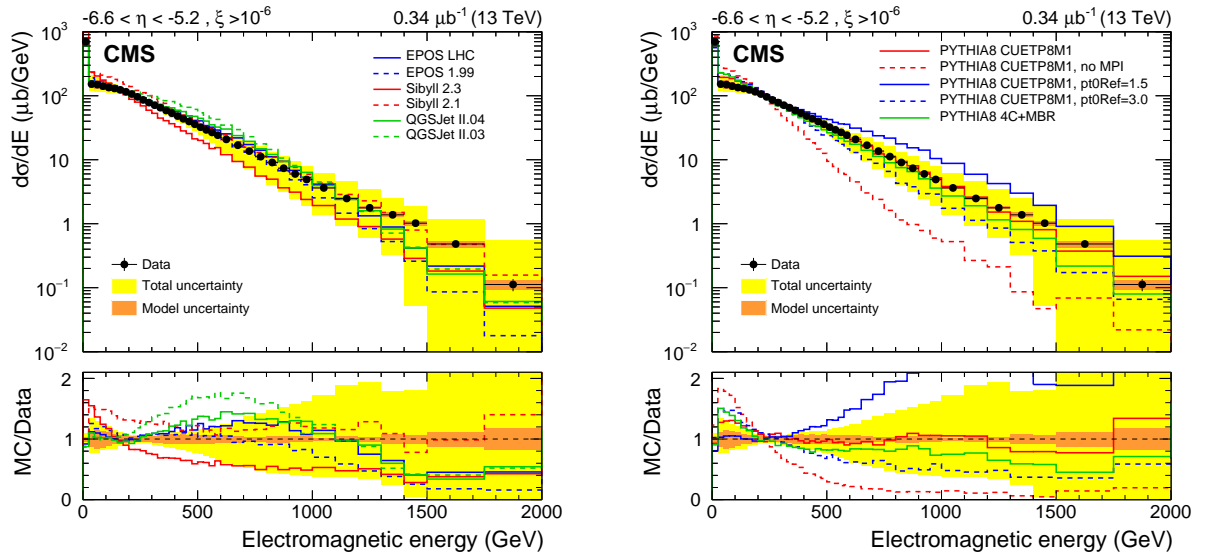 -6.6 < η < -5.2 , ξ >10⁻⁶ 0.34 μb⁻¹ (13 TeV)
dσ/dE (μb/GeV)
10³
10²
10
1
10⁻¹
10⁻²
CMS
EPOS LHC
EPOS 1.99
Sibyll 2.3
Sibyll 2.1
QGSJet II.04
QGSJet II.03
Data
Total uncertainty
Model uncertainty
MC/Data
2
1
0
0 500 1000 1500 2000
Electromagnetic energy (GeV)
-6.6 < η < -5.2 , ξ >10⁻⁶ 0.34 μb⁻¹ (13 TeV)
dσ/dE (μb/GeV)
10³
10²
10
1
10⁻¹
10⁻²
CMS
PYTHIA8 CUETP8M1
PYTHIA8 CUETP8M1, no MPI
PYTHIA8 CUETP8M1, pt0Ref=1.5
PYTHIA8 CUETP8M1, pt0Ref=3.0
PYTHIA8 4C+MBR
Data
Total uncertainty
Model uncertainty
MC/Data
2
1
0
0 500 1000 1500 2000
Electromagnetic energy (GeV)